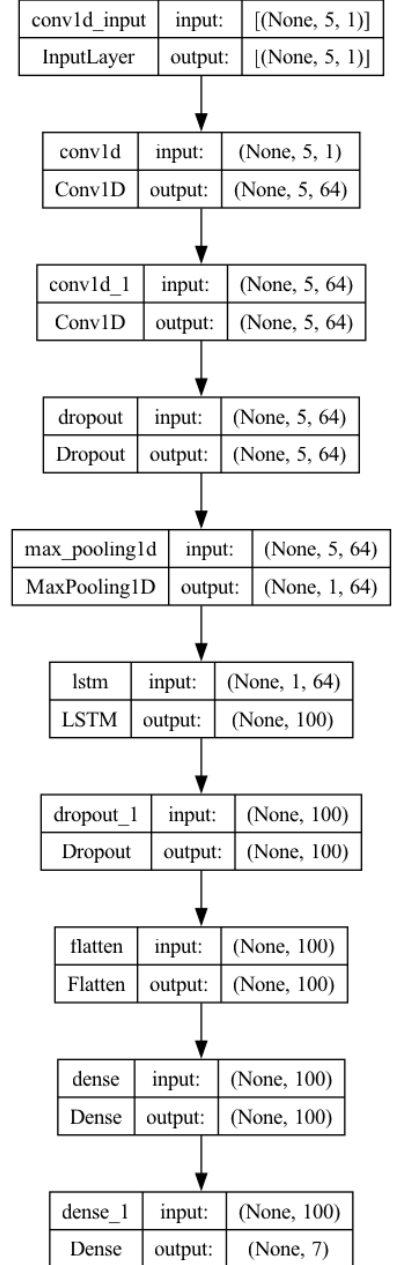 conv1d_input input: [(None, 5, 1)]
InputLayer output: [(None, 5, 1)]
conv1d input: (None, 5, 1)
Conv1D output: (None, 5, 64)
conv1d_1 input: (None, 5, 64)
Conv1D output: (None, 5, 64)
dropout input: (None, 5, 64)
Dropout output: (None, 5, 64)
max_pooling1d input: (None, 5, 64)
MaxPooling1D output: (None, 1, 64)
lstm input: (None, 1, 64)
LSTM output: (None, 100)
dropout_1 input: (None, 100)
Dropout output: (None, 100)
flatten input: (None, 100)
Flatten output: (None, 100)
dense input: (None, 100)
Dense output: (None, 100)
dense_1 input: (None, 100)
Dense output: (None, 7)